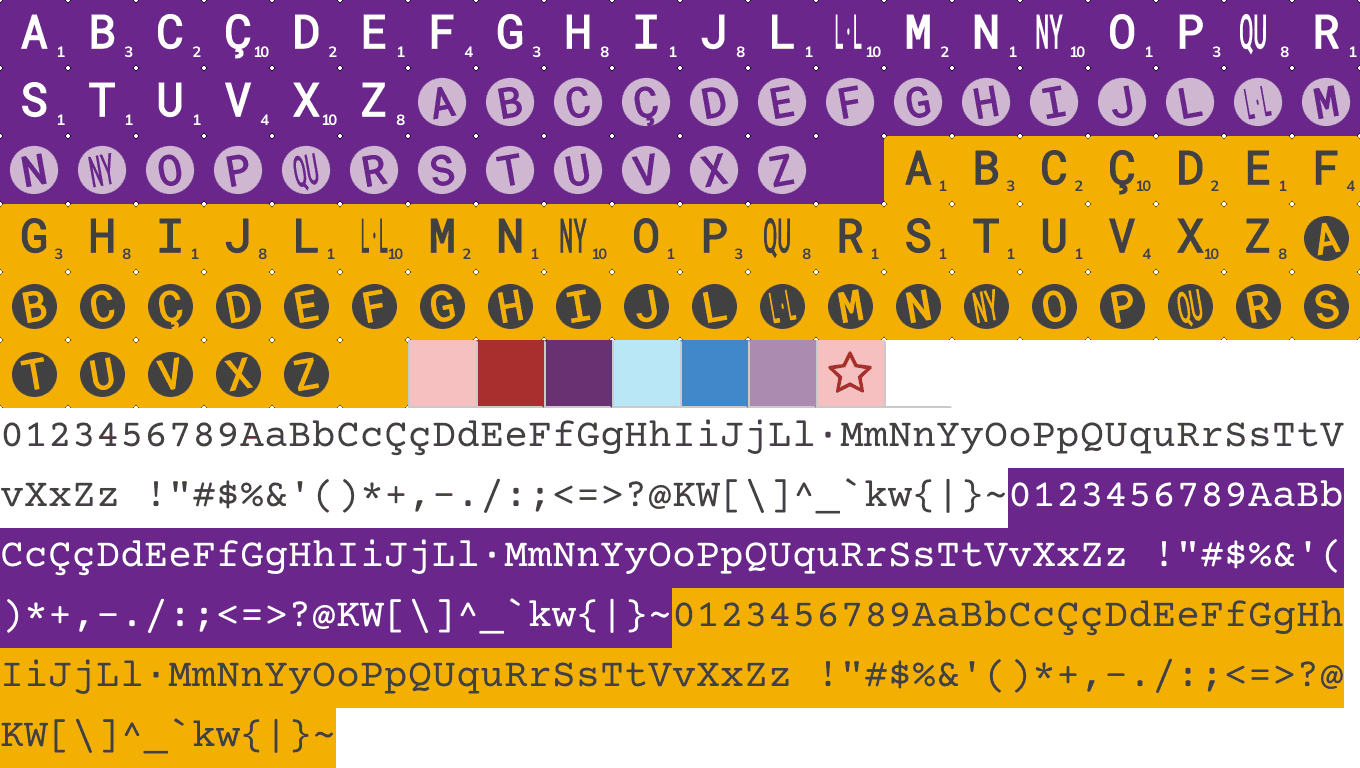 A1 B3 C2 Ç10 D2 E1 F4 G3 H8 I1 J8 L1 L·L10 M2 N1 NY10 O1 P3 QU8 R1
S1 T1 U1 V4 X10 Z8 A B C Ç D E F G H I J L L·L M
N NY O P QU R S T U V X Z A1 B3 C2 Ç10 D2 E1 F4
G3 H8 I1 J8 L1 L·L10 M2 N1 NY10 O1 P3 QU8 R1 S1 T1 U1 V4 X10 Z8 A
B C Ç D E F G H I J L L·L M N NY O P QU R S
T U V X Z
0123456789AaBbCcÇçDdEeFfGgHhIiJjLl·MmNnYyOoPpQUquRrSsTtV
vXxZz !"#$%&'()*+,-./:;<=>?@KW[\]^_`kw{|}~0123456789AaBb
CcÇçDdEeFfGgHhIiJjLl·MmNnYyOoPpQUquRrSsTtVvXxZz !"#$%&'(
)*+,-./:;<=>?@KW[\]^_`kw{|}~0123456789AaBbCcÇçDdEeFfGgHh
IiJjLl·MmNnYyOoPpQUquRrSsTtVvXxZz !"#$%&'()*+,-./:;<=>?@
KW[\]^_`kw{|}~